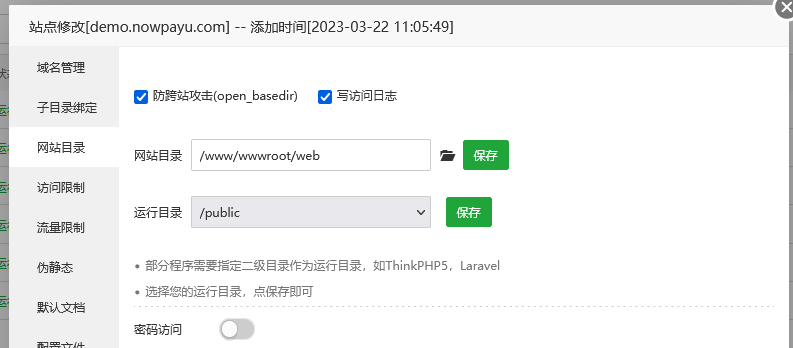 站点修改[demo.nowpayu.com] -- 添加时间[2023-03-22 11:05:49]
域名管理
子目录绑定
网站目录
访问限制
流量限制
伪静态
默认文档
配置文件
防跨站攻击(open_basedir) 写访问日志
网站目录 /www/wwwroot/web 保存
运行目录 /public 保存
• 部分程序需要指定二级目录作为运行目录，如ThinkPHP5，Laravel
• 选择您的运行目录，点保存即可
密码访问